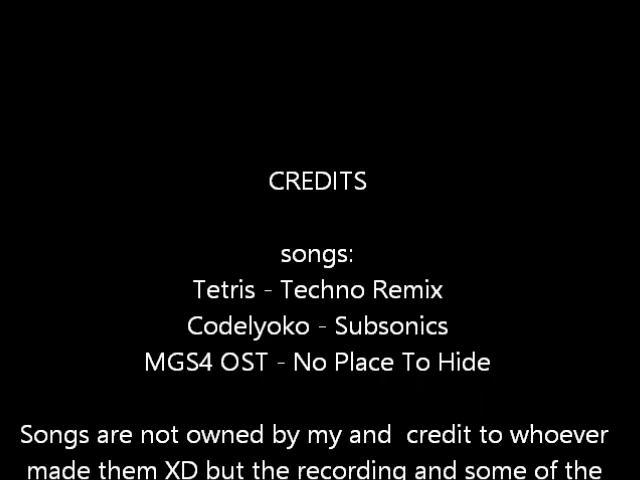 CREDITS
songs:
Tetris - Techno Remix
Codelyoko - Subsonics
MGS4 OST - No Place To Hide
Songs are not owned by my and  credit to whoever
made them XD but the recording and some of the